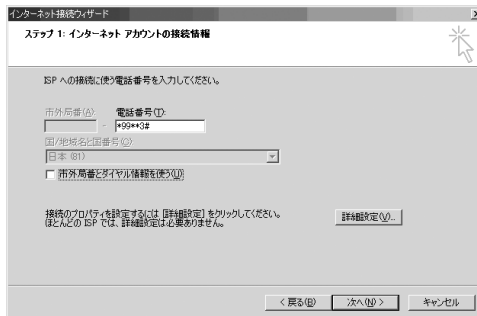 インターネット接続ウィザード
ステップ 1: インターネット アカウントの接続情報
ISP への接続に使う電話番号を入力してください。
市外局番(A): 電話番号(T):
- *99**3#
国/地域名と国番号(O)
日本 (81)
市外局番とダイヤル情報を使う(U)
接続のプロパティを設定するには [詳細設定] をクリックしてください。
ほとんどの ISP では、詳細設定は必要ありません。
詳細設定(V)...
< 戻る(B) 次へ(N) > キャンセル